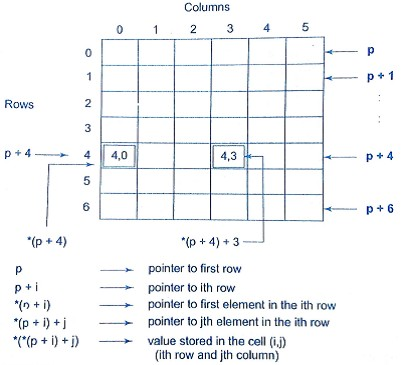 Columns
0 1 2 3 4 5
0 p
1 p + 1
2
Rows
3
p + 4 4 4,0 4,3 p + 4
5
6 p + 6
*(p + 4) *(p + 4) + 3
p pointer to first row
p + i pointer to ith row
*(p + i) pointer to first element in the ith row
*(p + i) + j pointer to jth element in the ith row
*(*(p + i) + j) value stored in the cell (i,j)
(ith row and jth column)